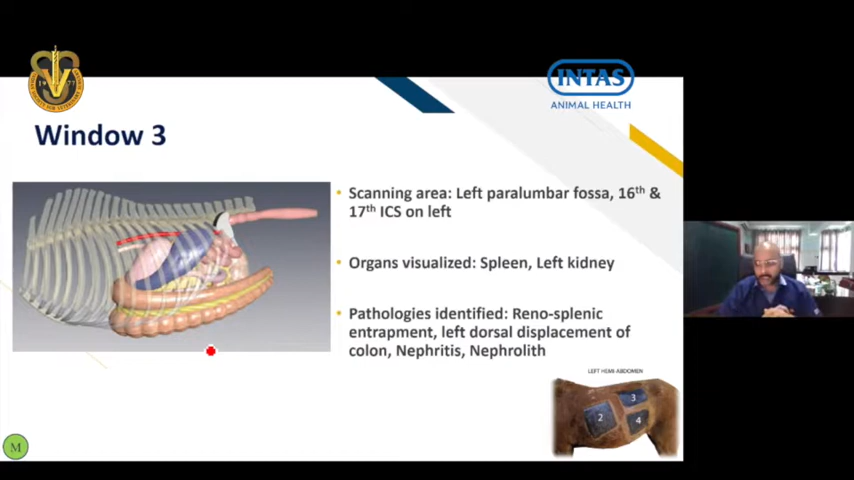 INTAS
ANIMAL HEALTH
Window 3
• Scanning area: Left paralumbar fossa, 16th &
17th ICS on left
• Organs visualized: Spleen, Left kidney
• Pathologies identified: Reno-splenic
entrapment, left dorsal displacement of
colon, Nephritis, Nephrolith
LEFT HEMI-ABDOMEN
3
2
4
M